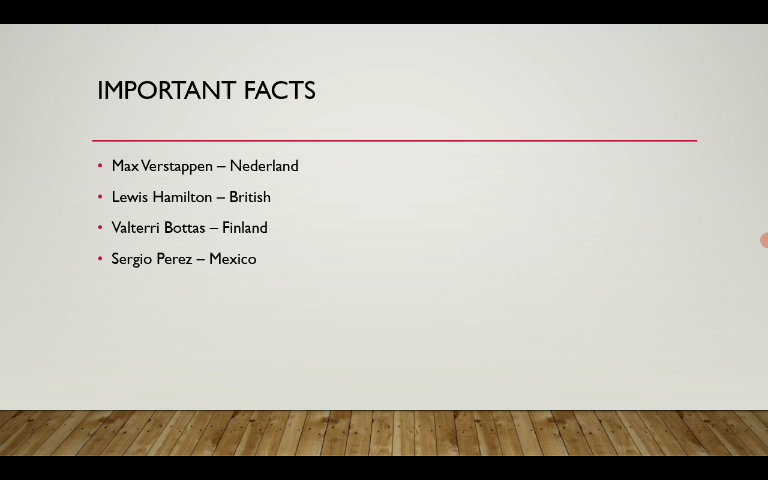 IMPORTANT FACTS
• Max Verstappen – Nederland
• Lewis Hamilton – British
• Valterri Bottas – Finland
• Sergio Perez – Mexico